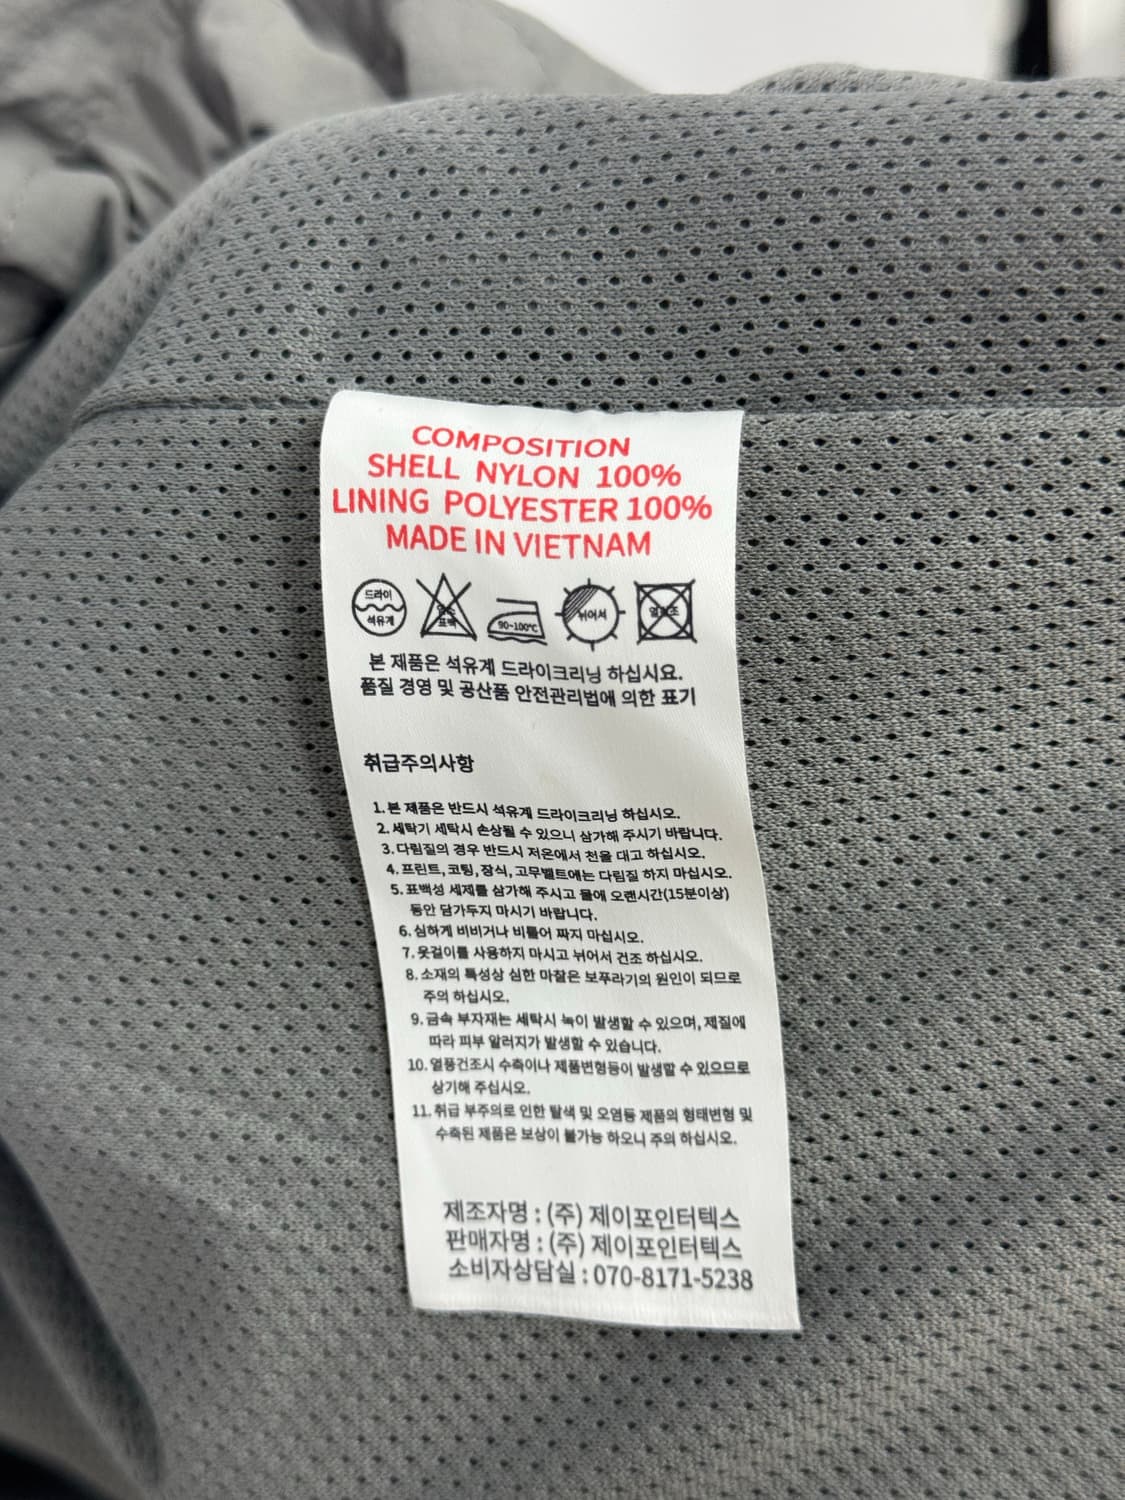 COMPOSITION
SHELL NYLON 100%
LINING POLYESTER 100%
MADE IN VIETNAM
드라이
석유계
염소
표백
90~100℃
뉘어서
본 제품은 석유계 드라이크리닝 하십시요.
품질 경영 및 공산품 안전관리법에 의한 표기
취급주의사항
1. 본 제품은 반드시 석유계 드라이크리닝 하십시오.
2. 세탁기 세탁시 손상될 수 있으니 삼가해 주시기 바랍니다.
3. 다림질의 경우 반드시 저온에서 천을 대고 하십시오.
4. 프린트, 코팅, 장식, 고무벨트에는 다림질 하지 마십시오.
5. 표백성 세제를 삼가해 주시고 물에 오랜시간(15분이상)
동안 담가두지 마시기 바랍니다.
6. 심하게 비비거나 비틀어 짜지 마십시오.
7. 옷걸이를 사용하지 마시고 뉘어서 건조 하십시오.
8. 소재의 특성상 심한 마찰은 보푸라기의 원인이 되므로
주의 하십시오.
9. 금속 부자재는 세탁시 녹이 발생할 수 있으며, 제질에
따라 피부 알러지가 발생할 수 있습니다.
10. 열풍건조시 수축이나 제품변형등이 발생할 수 있으므로
상기해 주십시오.
11. 취급 부주의로 인한 탈색 및 오염등 제품의 형태변형 및
수축된 제품은 보상이 불가능 하오니 주의 하십시오.
제조자명 : (주) 제이포인터텍스
판매자명 : (주) 제이포인터텍스
소비자상담실 : 070-8171-5238